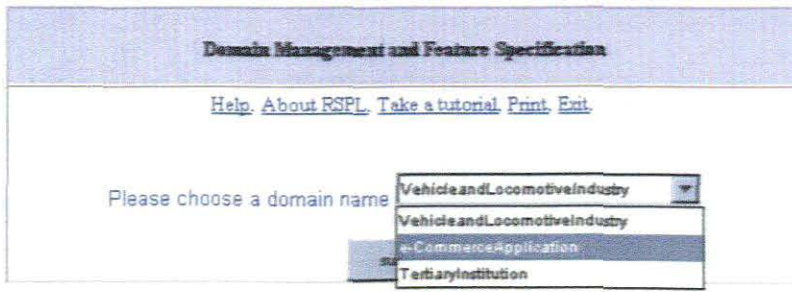 Domain Management and Feature Specification
Help. About RSPL. Take a tutorial. Print. Exit.
Please choose a domain name VehicleandLocomotiveIndustry
VehicleandLocomotiveIndustry
e-CommerceApplication
TertiaryInstitution